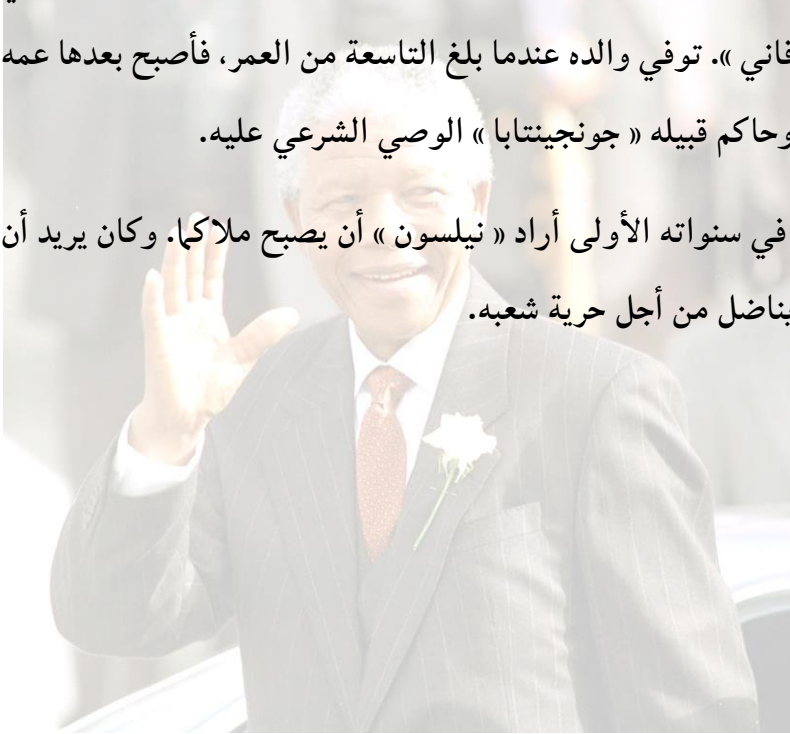 فاني ». توفي والده عندما بلغ التاسعة من العمر، فأصبح بعدها عمه
وحاكم قبيله « جونجينتابا » الوصي الشرعي عليه.
في سنواته الأولى أراد « نيلسون » أن يصبح ملاكما. وكان يريد أن
يناضل من أجل حرية شعبه.